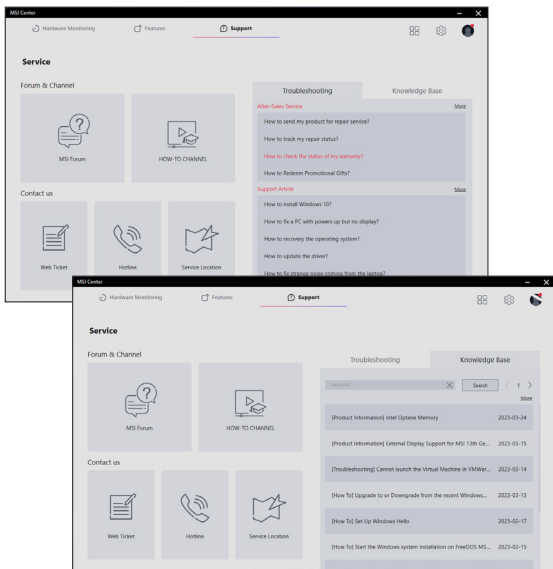 MSI Center
Hardware Monitoring
Features
Support
Service
Forum & Channel
MSI Forum
HOW-TO CHANNEL
Contact us
Web Ticket
Hotline
Service Location
Troubleshooting
Knowledge Base
After-Sales Service
More
How to send my product for repair service?
How to track my repair status?
How to check the status of my warranty?
How to Redeem Promotional Gifts?
Support Article
More
How to install Windows 10?
How to fix a PC with powers up but no display?
How to recovery the operating system?
How to update the driver?
How to fix strange noise coming from the laptop?
MSI Center
Hardware Monitoring
Features
Support
Service
Forum & Channel
MSI Forum
HOW-TO CHANNEL
Contact us
Web Ticket
Hotline
Service Location
Troubleshooting
Knowledge Base
Keyword
Search
< 1 >
More
[Product Information] Intel Optane Memory 2023-03-24
[Product Information] External Display Support for MSI 13th Ge... 2023-03-15
[Troubleshooting] Cannot launch the Virtual Machine in VMWar... 2023-03-14
[How To] Upgrade to or Downgrade from the recent Windows... 2023-03-13
[How To] Set Up Windows Hello 2023-02-17
[How To] Start the Windows system installation on FreeDOS MS... 2023-02-15